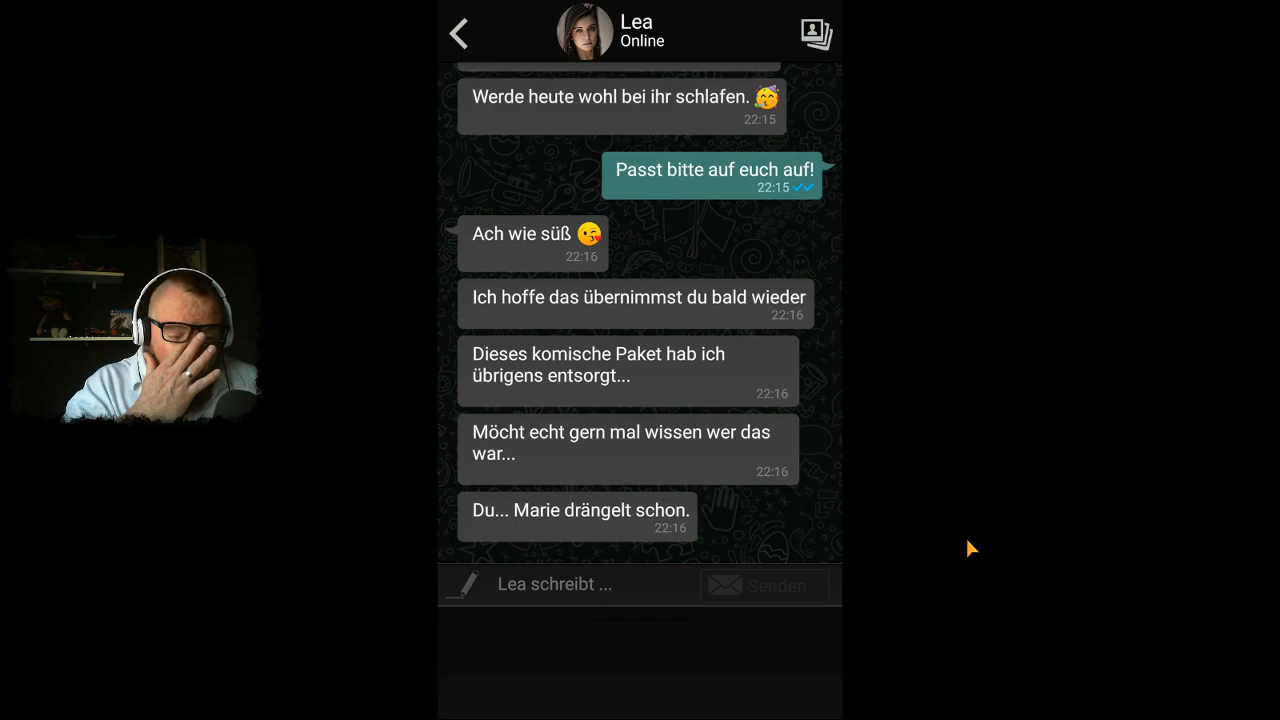 Lea
Online
Werde heute wohl bei ihr schlafen. 🥳
22:15
Passt bitte auf euch auf!
22:15
Ach wie süß 😘
22:16
Ich hoffe das übernimmst du bald wieder
22:16
Dieses komische Paket hab ich
übrigens entsorgt...
22:16
Möcht echt gern mal wissen wer das
war...
22:16
Du... Marie drängelt schon.
22:16
Lea schreibt ...
Senden